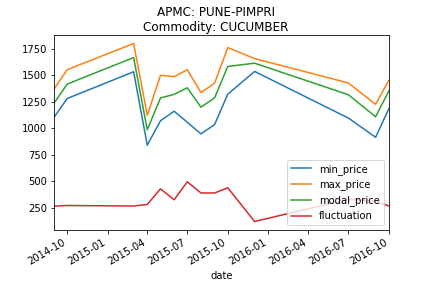 APMC: PUNE-PIMPRI
Commodity: CUCUMBER
1750
1500
1250
1000
750
500
250
min_price
max_price
modal_price
fluctuation
2014-10
2015-01
2015-04
2015-07
2015-10
2016-01
2016-04
2016-07
2016-10
date